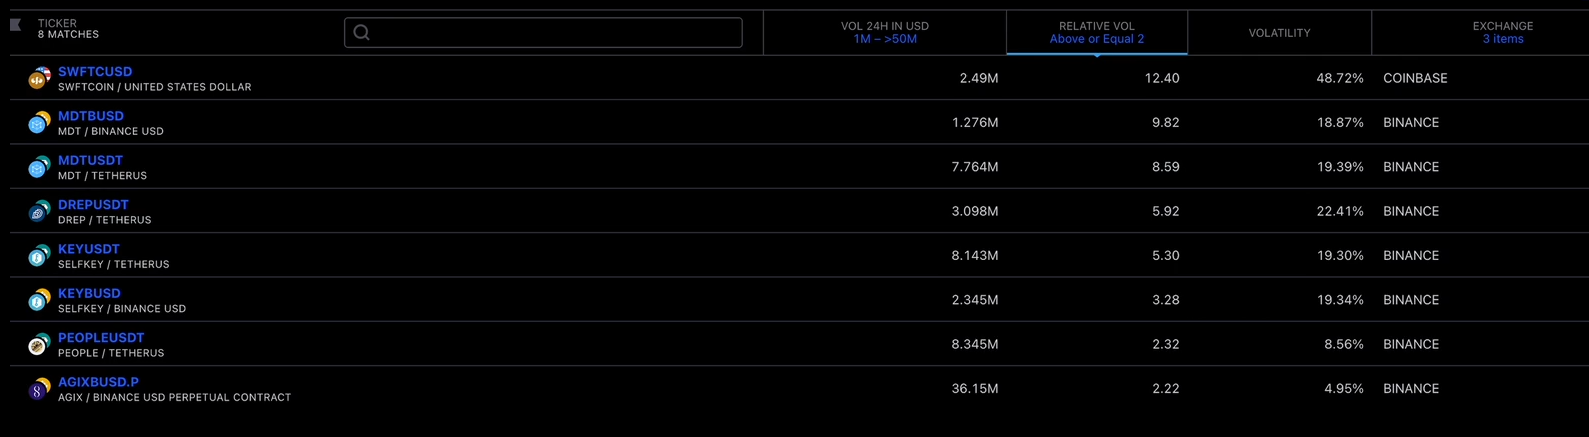 TICKER
8 MATCHES
VOL 24H IN USD
1M – >50M
RELATIVE VOL
Above or Equal 2
VOLATILITY
EXCHANGE
3 items
SWFTCUSD
SWFTCOIN / UNITED STATES DOLLAR
2.49M 12.40 48.72% COINBASE
MDTBUSD
MDT / BINANCE USD
1.276M 9.82 18.87% BINANCE
MDTUSDT
MDT / TETHERUS
7.764M 8.59 19.39% BINANCE
DREPUSDT
DREP / TETHERUS
3.098M 5.92 22.41% BINANCE
KEYUSDT
SELFKEY / TETHERUS
8.143M 5.30 19.30% BINANCE
KEYBUSD
SELFKEY / BINANCE USD
2.345M 3.28 19.34% BINANCE
PEOPLEUSDT
PEOPLE / TETHERUS
8.345M 2.32 8.56% BINANCE
AGIXBUSD.P
AGIX / BINANCE USD PERPETUAL CONTRACT
36.15M 2.22 4.95% BINANCE